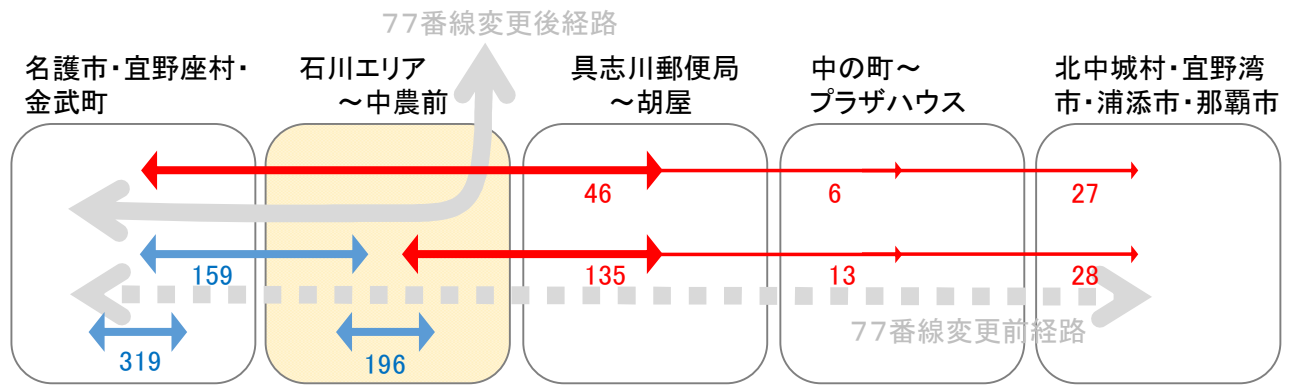 77番線変更後経路
名護市・宜野座村・
金武町
石川エリア
~中農前
具志川郵便局
~胡屋
中の町~
プラザハウス
北中城村・宜野湾
市・浦添市・那覇市
46
6
27
159
135
13
28
77番線変更前経路
319
196